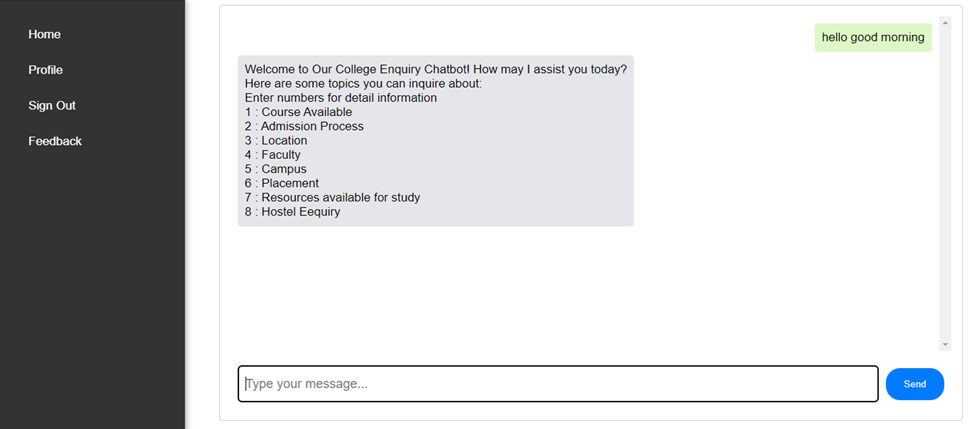 Home
Profile
Sign Out
Feedback
hello good morning
Welcome to Our College Enquiry Chatbot! How may I assist you today?
Here are some topics you can inquire about:
Enter numbers for detail information
1 : Course Available
2 : Admission Process
3 : Location
4 : Faculty
5 : Campus
6 : Placement
7 : Resources available for study
8 : Hostel Eequiry
Type your message...
Send